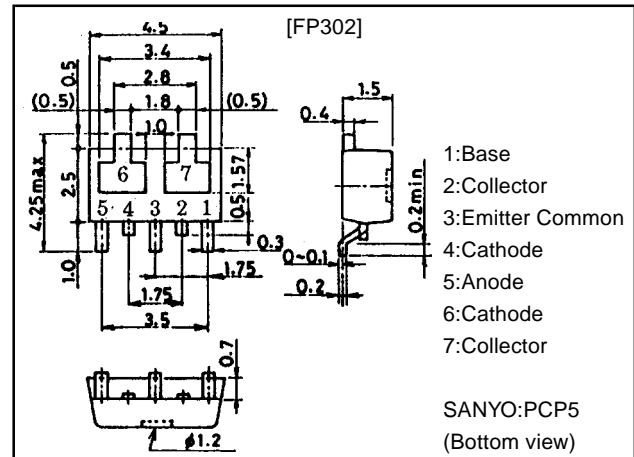 [FP302]
4.5
3.4
2.8
(0.5) 1.8 (0.5)
1.0
0.5
4.25max
2.5
1.0
6 7
5 4 3 2 1
1.57
0.5
0.3
1.75
1.75
3.5
1.5
0.4
0.2min
0~0.1
0.2
0.7
ø1.2
1:Base
2:Collector
3:Emitter Common
4:Cathode
5:Anode
6:Cathode
7:Collector
SANYO:PCP5
(Bottom view)